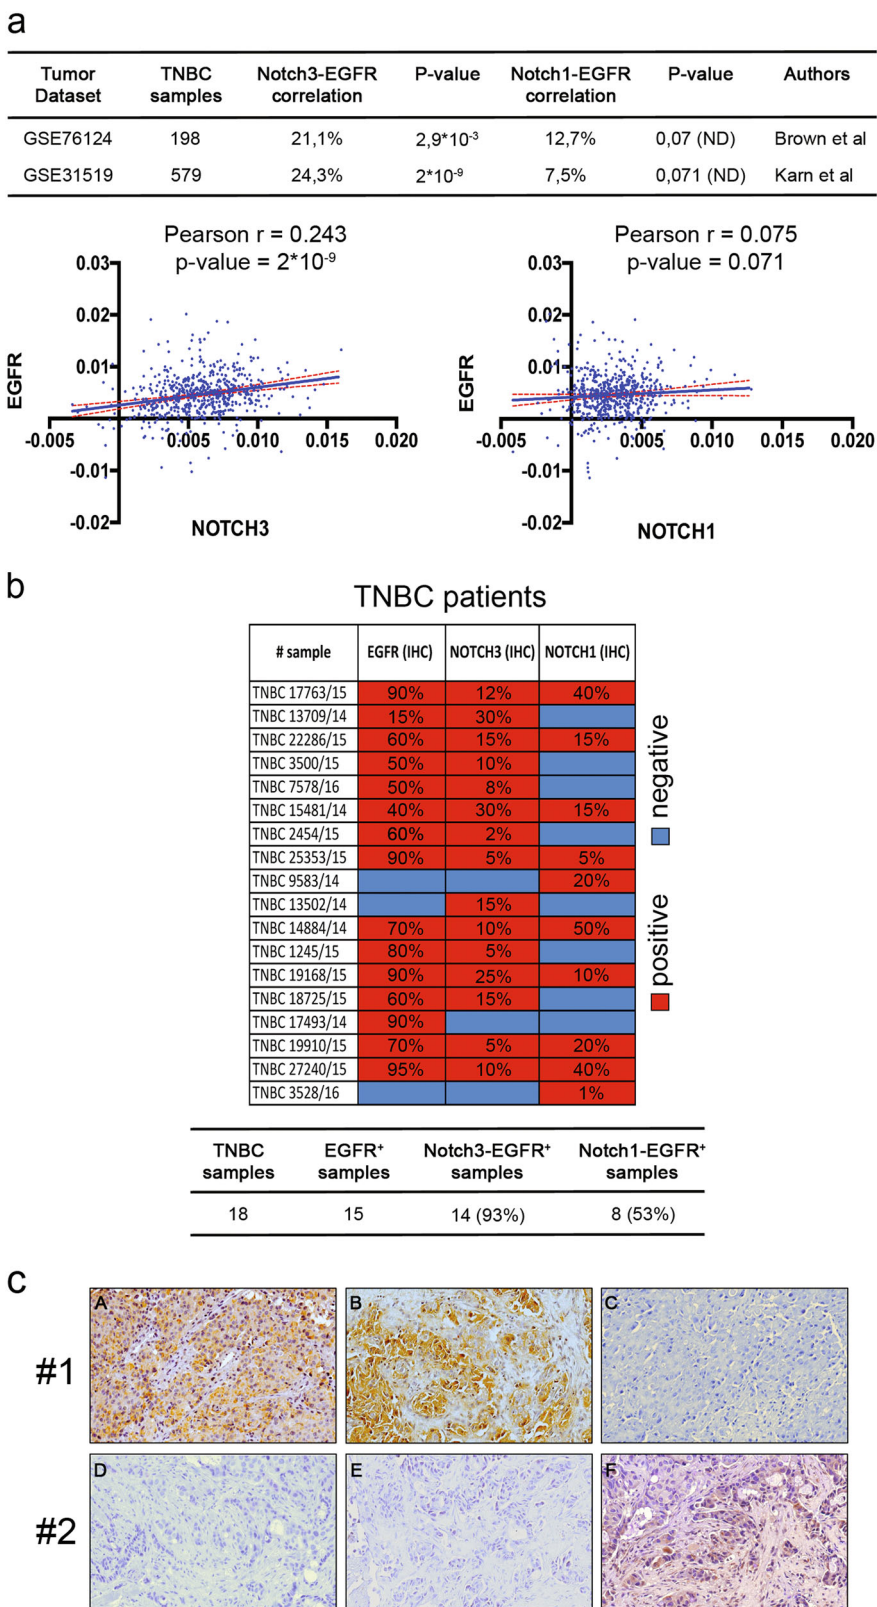 a
Tumor Dataset TNBC samples Notch3-EGFR correlation P-value Notch1-EGFR correlation P-value Authors
GSE76124 198 21,1% 2,9*10-3 12,7% 0,07 (ND) Brown et al
GSE31519 579 24,3% 2*10-9 7,5% 0,071 (ND) Karn et al
Pearson r = 0.243
p-value = 2*10-9
0.03
0.02
0.01
-0.01
-0.02
-0.005 0.005 0.010 0.015 0.020
EGFR
NOTCH3
Pearson r = 0.075
p-value = 0.071
0.03
0.02
0.01
-0.01
-0.02
-0.005 0.005 0.010 0.015 0.020
EGFR
NOTCH1
b
TNBC patients
# sample EGFR (IHC) NOTCH3 (IHC) NOTCH1 (IHC)
TNBC 17763/15 90% 12% 40%
TNBC 13709/14 15% 30%
TNBC 22286/15 60% 15% 15%
TNBC 3500/15 50% 10%
TNBC 7578/16 50% 8%
TNBC 15481/14 40% 30% 15%
TNBC 2454/15 60% 2%
TNBC 25353/15 90% 5% 5%
TNBC 9583/14 20%
TNBC 13502/14 15%
TNBC 14884/14 70% 10% 50%
TNBC 1245/15 80% 5%
TNBC 19168/15 90% 25% 10%
TNBC 18725/15 60% 15%
TNBC 17493/14 90%
TNBC 19910/15 70% 5% 20%
TNBC 27240/15 95% 10% 40%
TNBC 3528/16 1%
negative
positive
TNBC samples EGFR+ samples Notch3-EGFR+ samples Notch1-EGFR+ samples
18 15 14 (93%) 8 (53%)
c
#1
A B C
#2
D E F